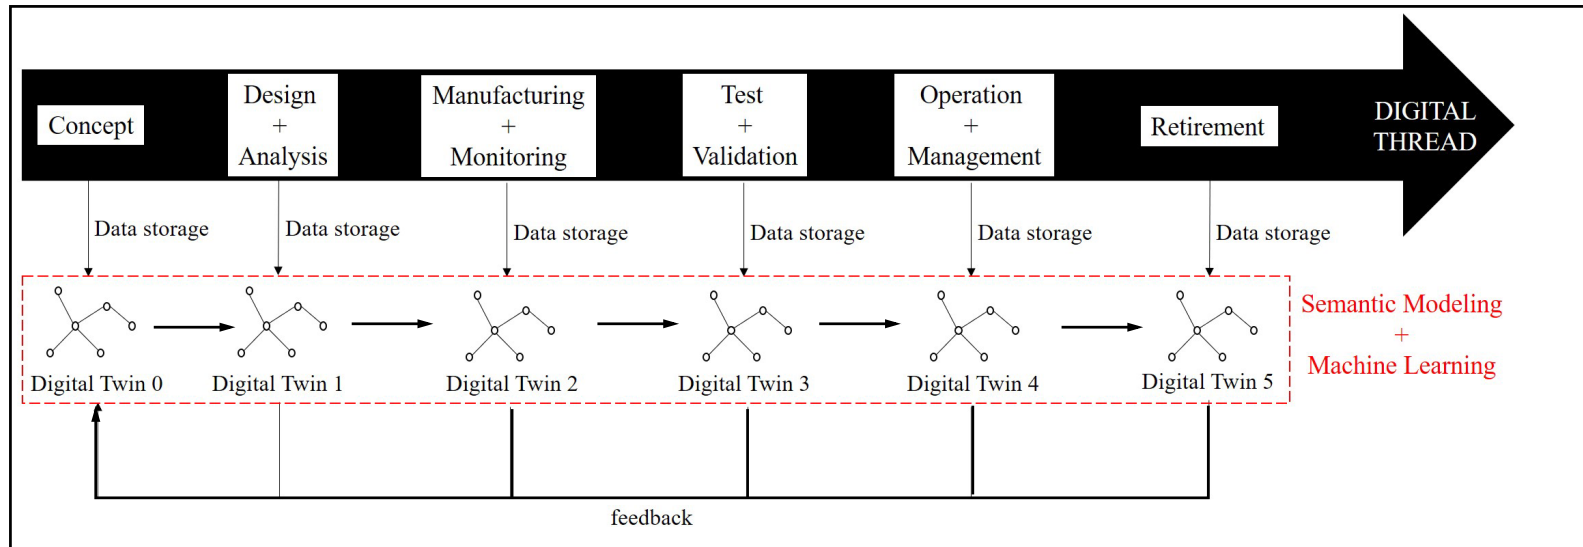 Concept
Design
+
Analysis
Manufacturing
+
Monitoring
Test
+
Validation
Operation
+
Management
Retirement
DIGITAL
THREAD
Data storage
Data storage
Data storage
Data storage
Data storage
Data storage
Digital Twin 0
Digital Twin 1
Digital Twin 2
Digital Twin 3
Digital Twin 4
Digital Twin 5
Semantic Modeling
+
Machine Learning
feedback